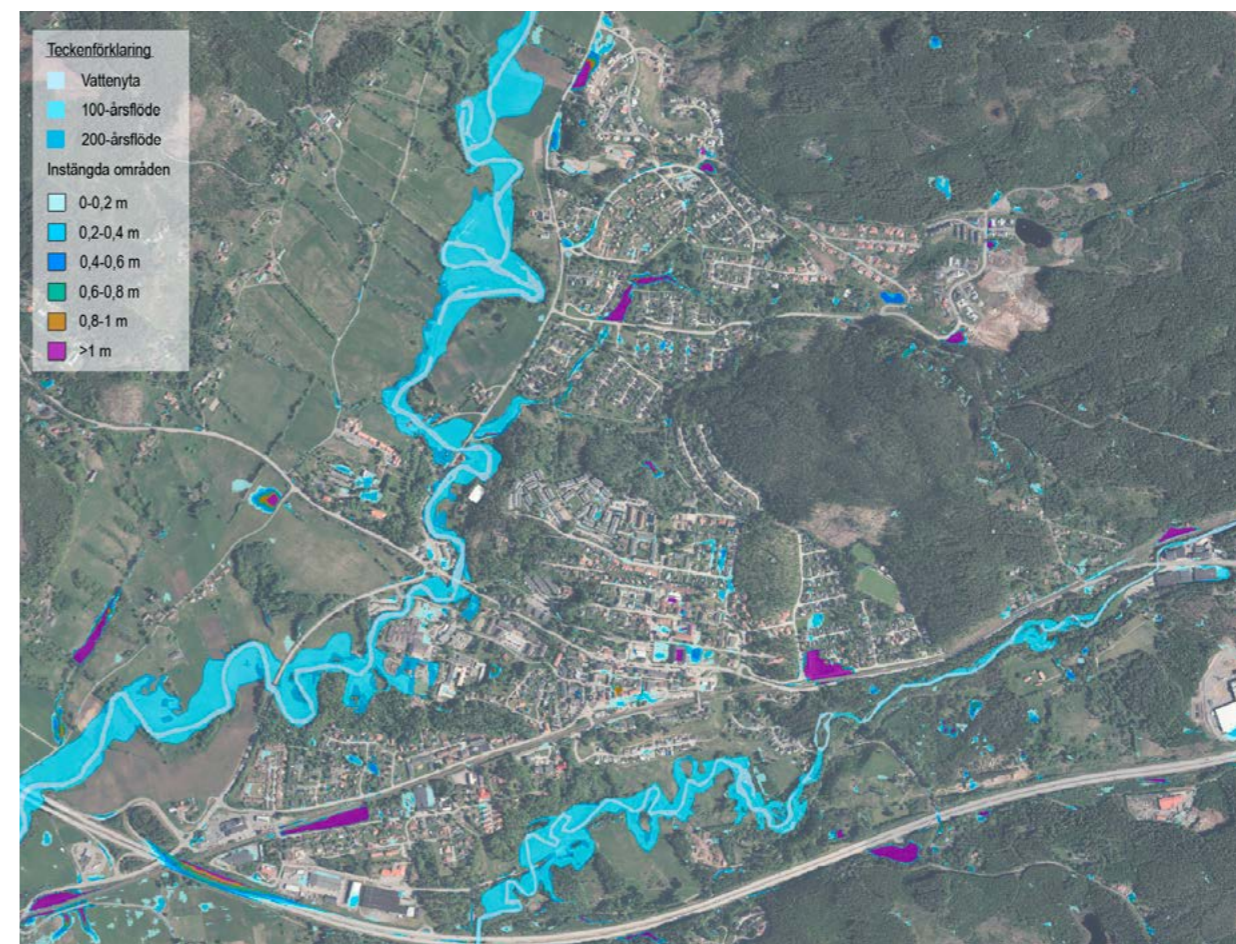 Teckenförklaring
Vattenyta
100-årsflöde
200-årsflöde
Instängda områden
0-0,2 m
0,2-0,4 m
0,4-0,6 m
0,6-0,8 m
0,8-1 m
>1 m